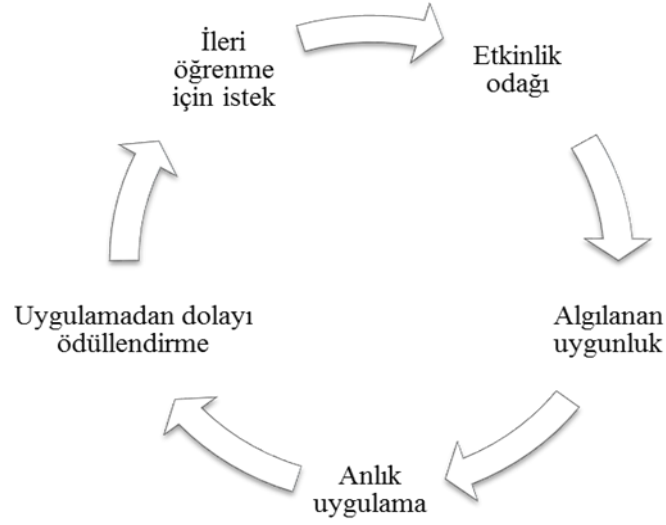 İleri
öğrenme
için istek
Etkinlik
odağı
Algılanan
uygunluk
Anlık
uygulama
Uygulamadan dolayı
ödüllendirme